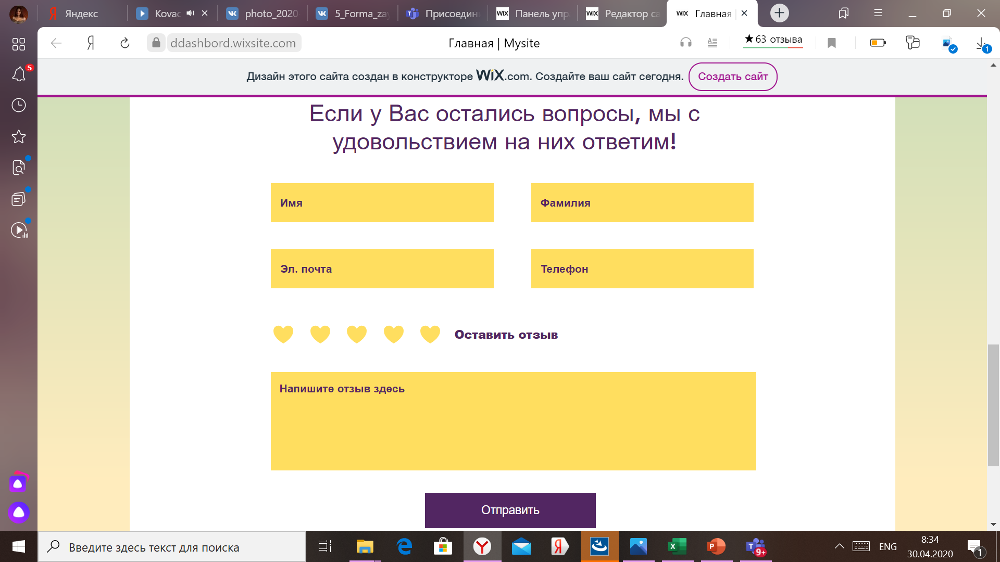 Яндекс
Kovac
photo_2020
5_Forma_za
Присоедин
WIX Панель упр
WIX Редактор са
WIX Главная
Я
ddashbord.wixsite.com
Главная | Mysite
★63 отзыва
1
5
Дизайн этого сайта создан в конструкторе WiX.com. Создайте ваш сайт сегодня.
Создать сайт
Если у Вас остались вопросы, мы с
удовольствием на них ответим!
Имя
Фамилия
Эл. почта
Телефон
Оставить отзыв
Напишите отзыв здесь
Отправить
Введите здесь текст для поиска
9+
ENG
8:34
30.04.2020
1